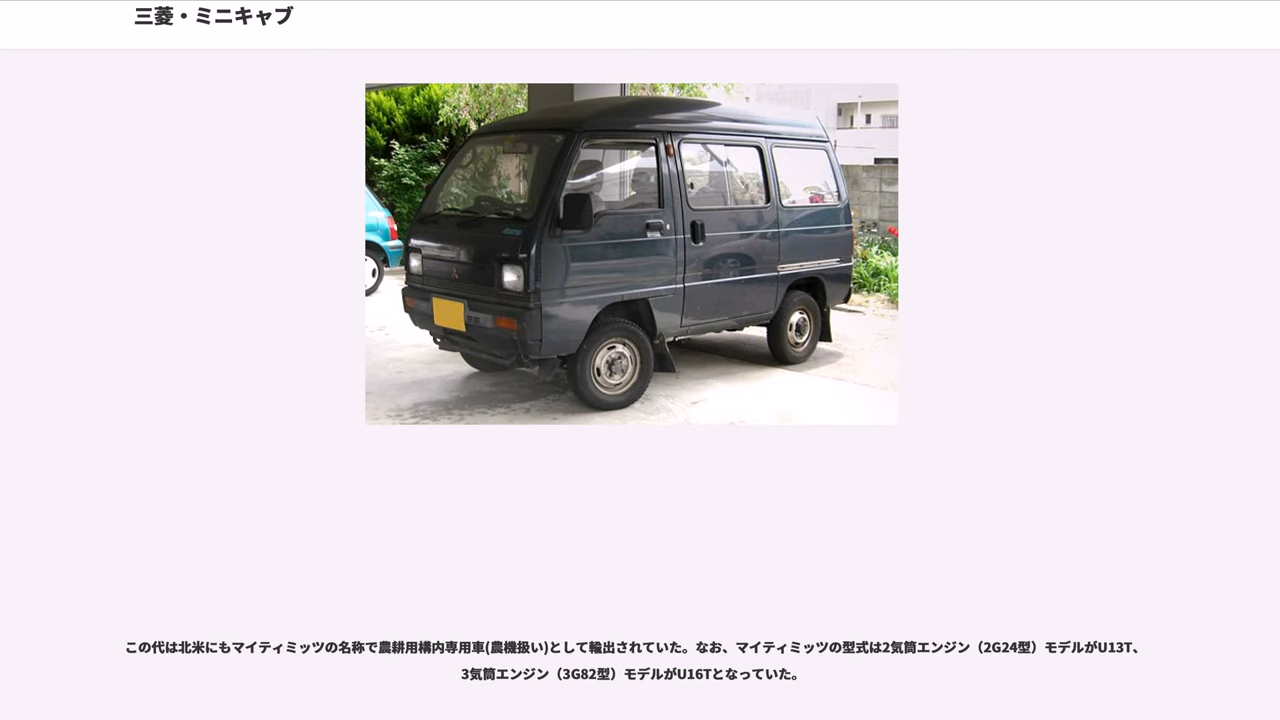 三菱・ミニキャブ
この代は北米にもマイティミッツの名称で農耕用構内専用車(農機扱い)として輸出されていた。なお、マイティミッツの型式は2気筒エンジン（2G24型）モデルがU13T、
3気筒エンジン（3G82型）モデルがU16Tとなっていた。